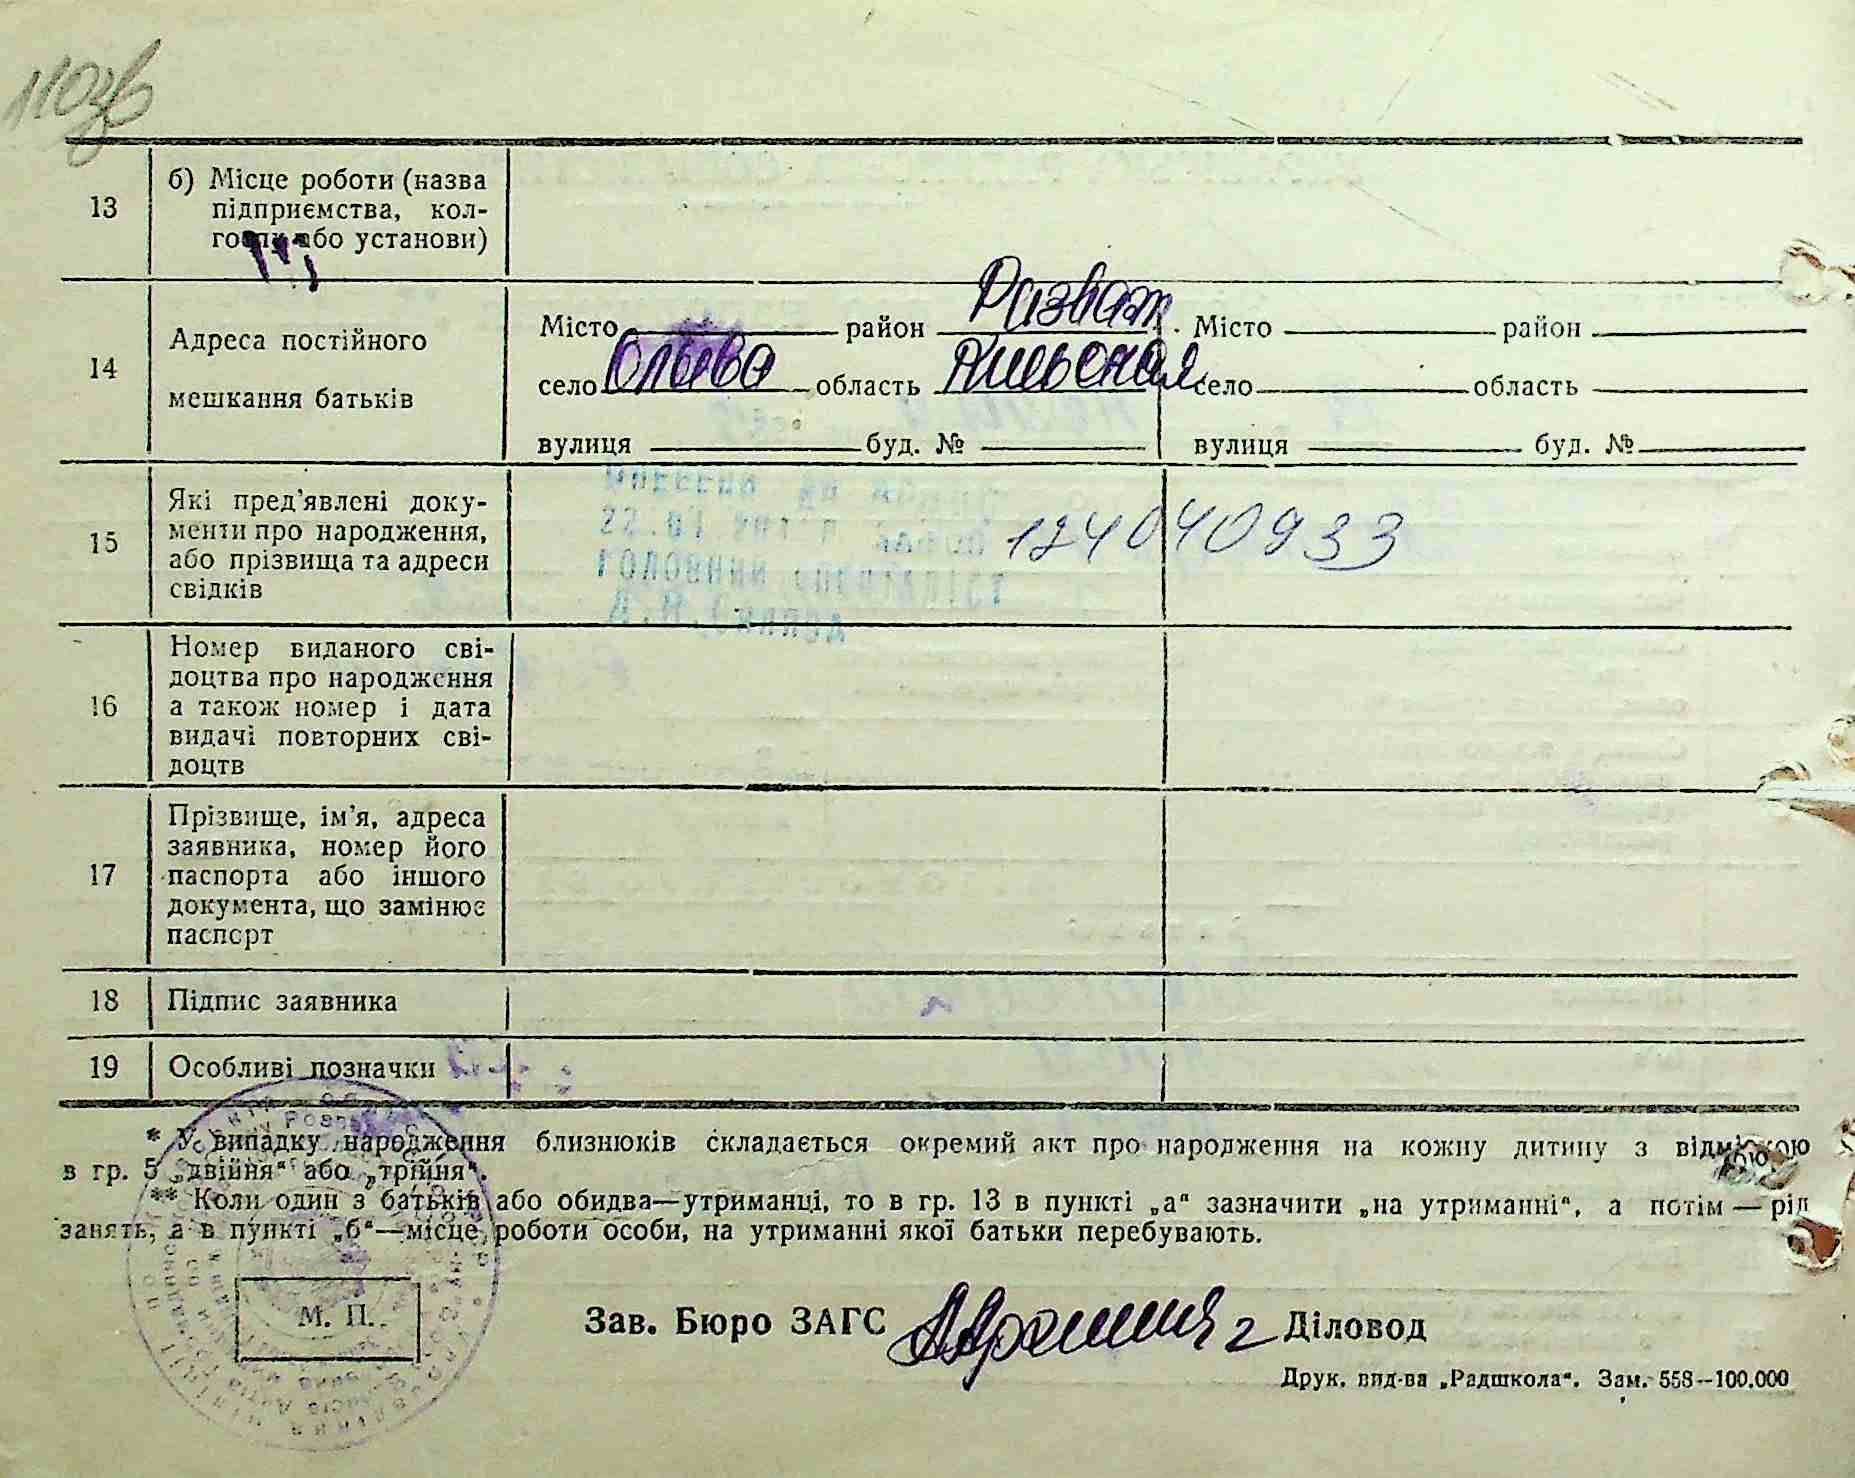 13
б) Місце роботи (назва
підприємства, кол-
госпи або установи)
14
Адреса постійного
мешкання батьків
Місто район Розваж
село область
вулиця буд. №
Місто район
село область
вулиця буд. №
15
Які пред'явлені доку-
менти про народження,
або прізвища та адреси
свідків
головний спеціаліст
124040933
16
Номер виданого сві-
доцтва про народження
а також номер і дата
видачі повторних сві-
доцтв
17
Прізвище, ім'я, адреса
заявника, номер його
паспорта або іншого
документа, що замінює
паспорт
18
Підпис заявника
19
Особливі позначки
* У випадку народження близнюків складається окремий акт про народження на кожну дитину з відміткою
в гр. 5 „двійня“ або „трійня“.
** Коли один з батьків або обидва—утриманці, то в гр. 13 в пункті „а“ зазначити „на утриманні“, а потім — рід
занять, а в пункті „б“—місце роботи особи, на утриманні якої батьки перебувають.
М. П.
Зав. Бюро ЗАГС
Діловод
Друк. вид-ва „Радшкола“. Зам. 558—100.000